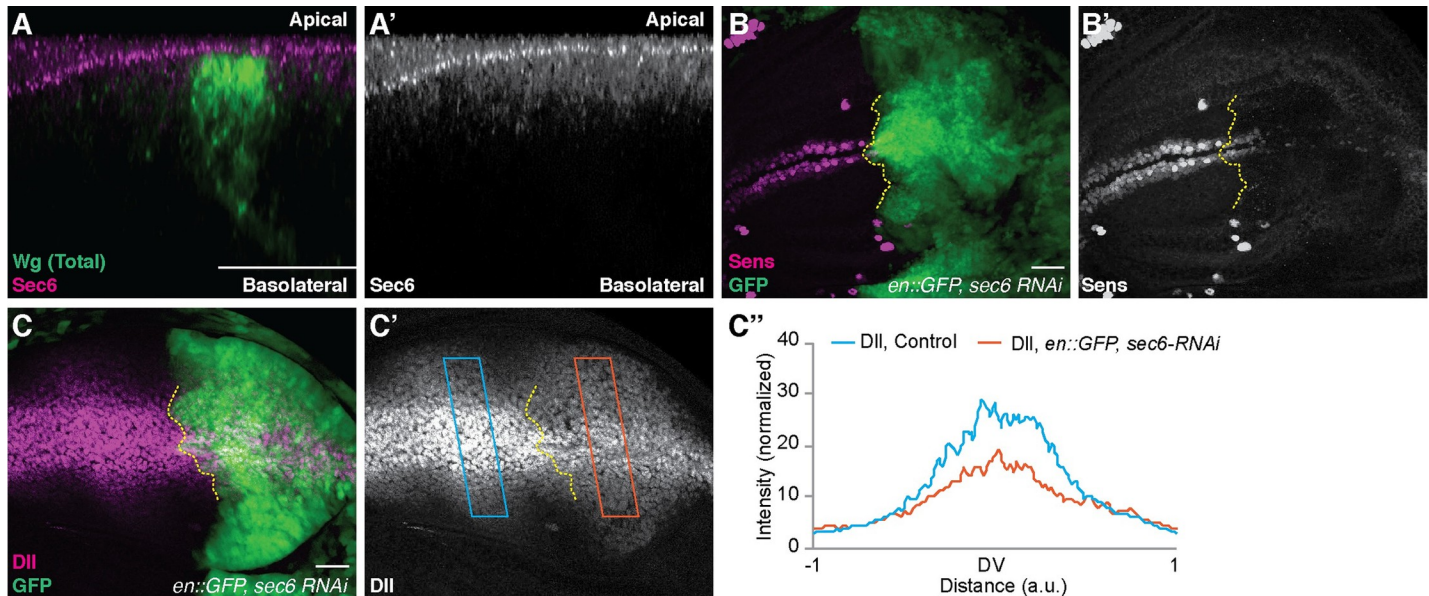 A
Apical
Wg (Total)
Sec6
Basolateral
A'
Apical
Sec6
Basolateral
B
Sens
GFP
en::GFP, sec6 RNAi
B'
Sens
C
Dll
GFP
en::GFP, sec6 RNAi
C'
Dll
C''
Dll, Control
Dll, en::GFP, sec6-RNAi
40
30
20
10
0
Intensity (normalized)
-1
DV
1
Distance (a.u.)